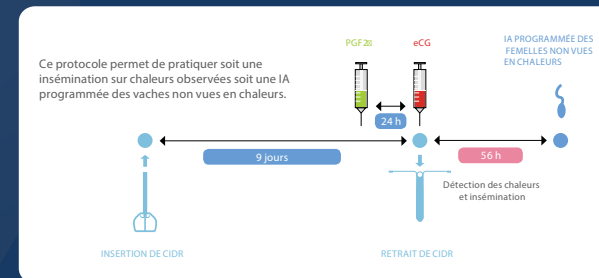 Ce protocole permet de pratiquer soit une
insémination sur chaleurs observées soit une IA
programmée des vaches non vues en chaleurs.
PGF2
eCG
IA PROGRAMMÉE DES
FEMELLES NON VUES
EN CHALEURS
24 h
9 jours
56 h
Détection des chaleurs
et insémination
INSERTION DE CIDR
RETRAIT DE CIDR